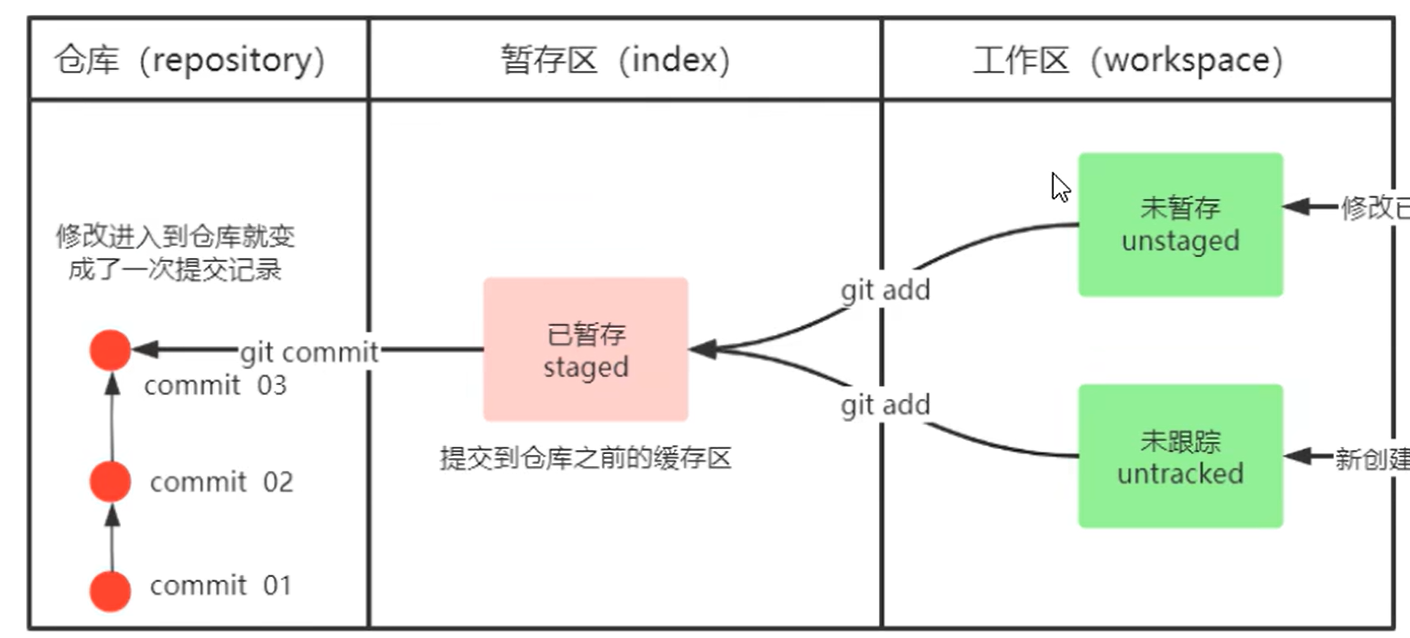 仓库（repository）
暂存区（index）
工作区（workspace）
修改进入到仓库就变
成了一次提交记录
git commit
commit 03
commit 02
commit 01
已暂存
staged
提交到仓库之前的缓存区
git add
git add
未暂存
unstaged
修改已
未跟踪
untracked
新创建